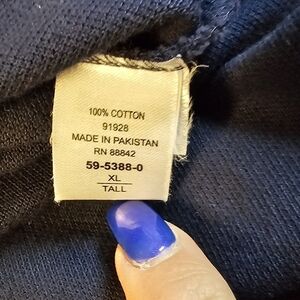 100% COTTON
91928
MADE IN PAKISTAN
RN 88842
59-5388-0
XL
TALL